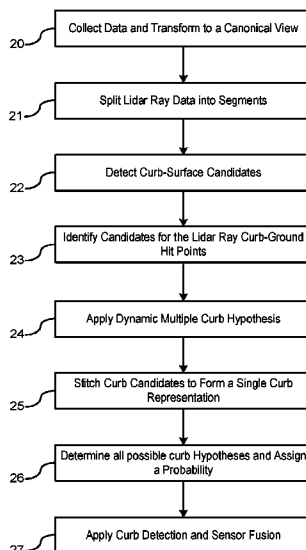 Collect Data and Transform to a Canonical View
20
Split Lidar Ray Data into Segments
21
Detect Curb-Surface Candidates
22
Identify Candidates for the Lidar Ray Curb-Ground
Hit Points
23
Apply Dynamic Multiple Curb Hypothesis
24
Stitch Curb Candidates to Form a Single Curb
Representation
25
Determine all possible curb Hypotheses and Assign
a Probability
26
Apply Curb Detection and Sensor Fusion
27